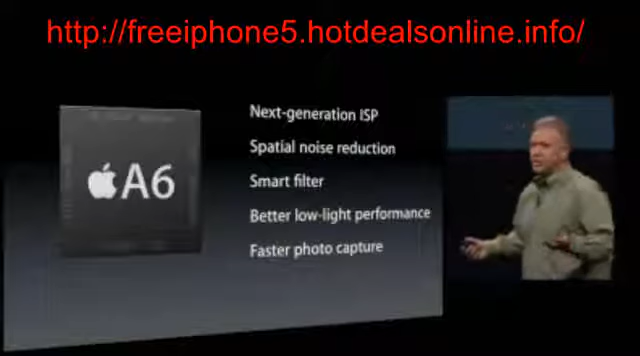 http://freeiphone5.hotdealsonline.info/
A6
Next-generation ISP
Spatial noise reduction
Smart filter
Better low-light performance
Faster photo capture